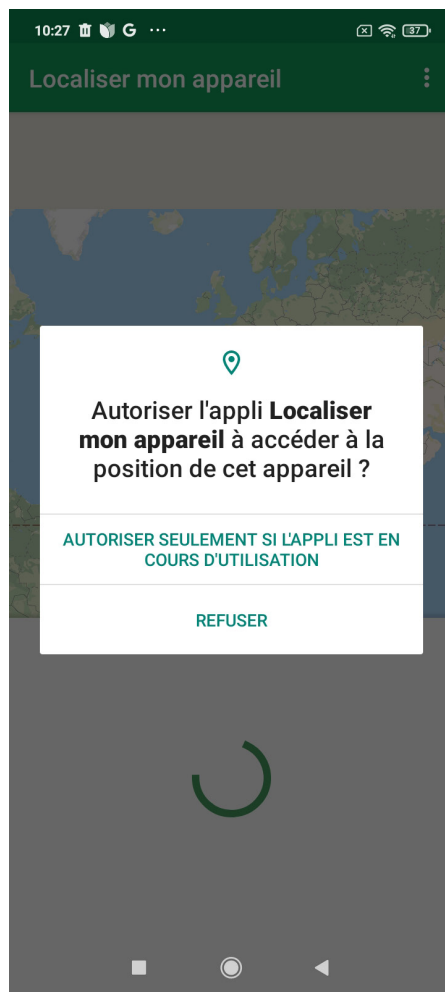 10:27 G ... 37
Localiser mon appareil
Autoriser l'appli Localiser
mon appareil à accéder à la
position de cet appareil ?
AUTORISER SEULEMENT SI L'APPLI EST EN
COURS D'UTILISATION
REFUSER